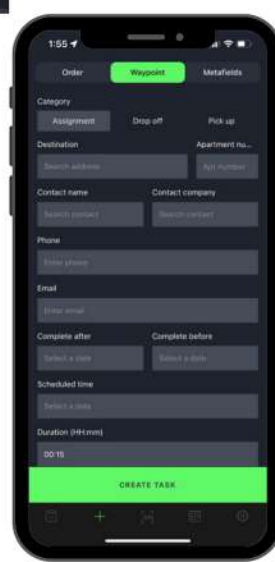 1:55
Order Waypoint Metafields
Category
Assignment Drop off Pick up
Destination Apartment nu...
Search address Apt number
Contact name Contact company
Search contact Search contact
Phone
Enter phone
Email
Enter email
Complete after Complete before
Select a date Select a date
Scheduled time
Select a date
Duration (HH:mm)
00:15
CREATE TASK